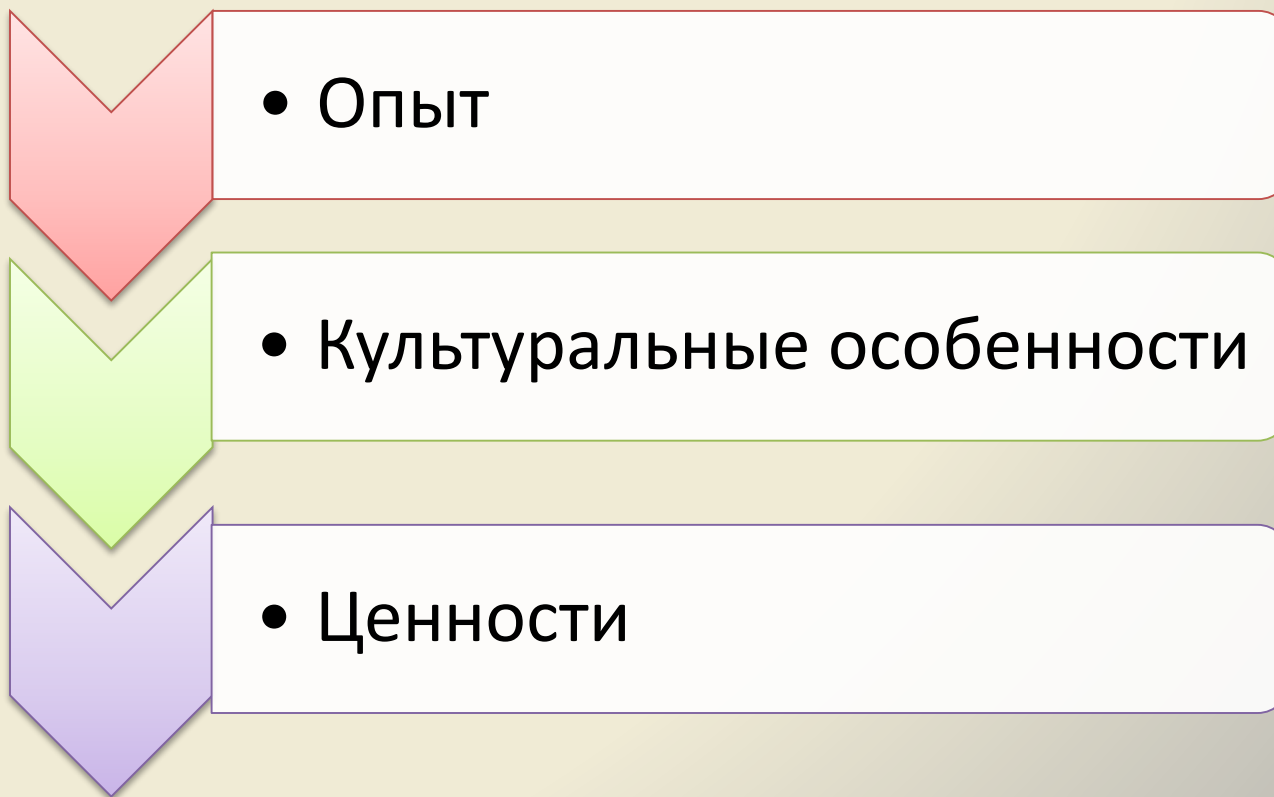 • Опыт
• Культуральные особенности
• Ценности